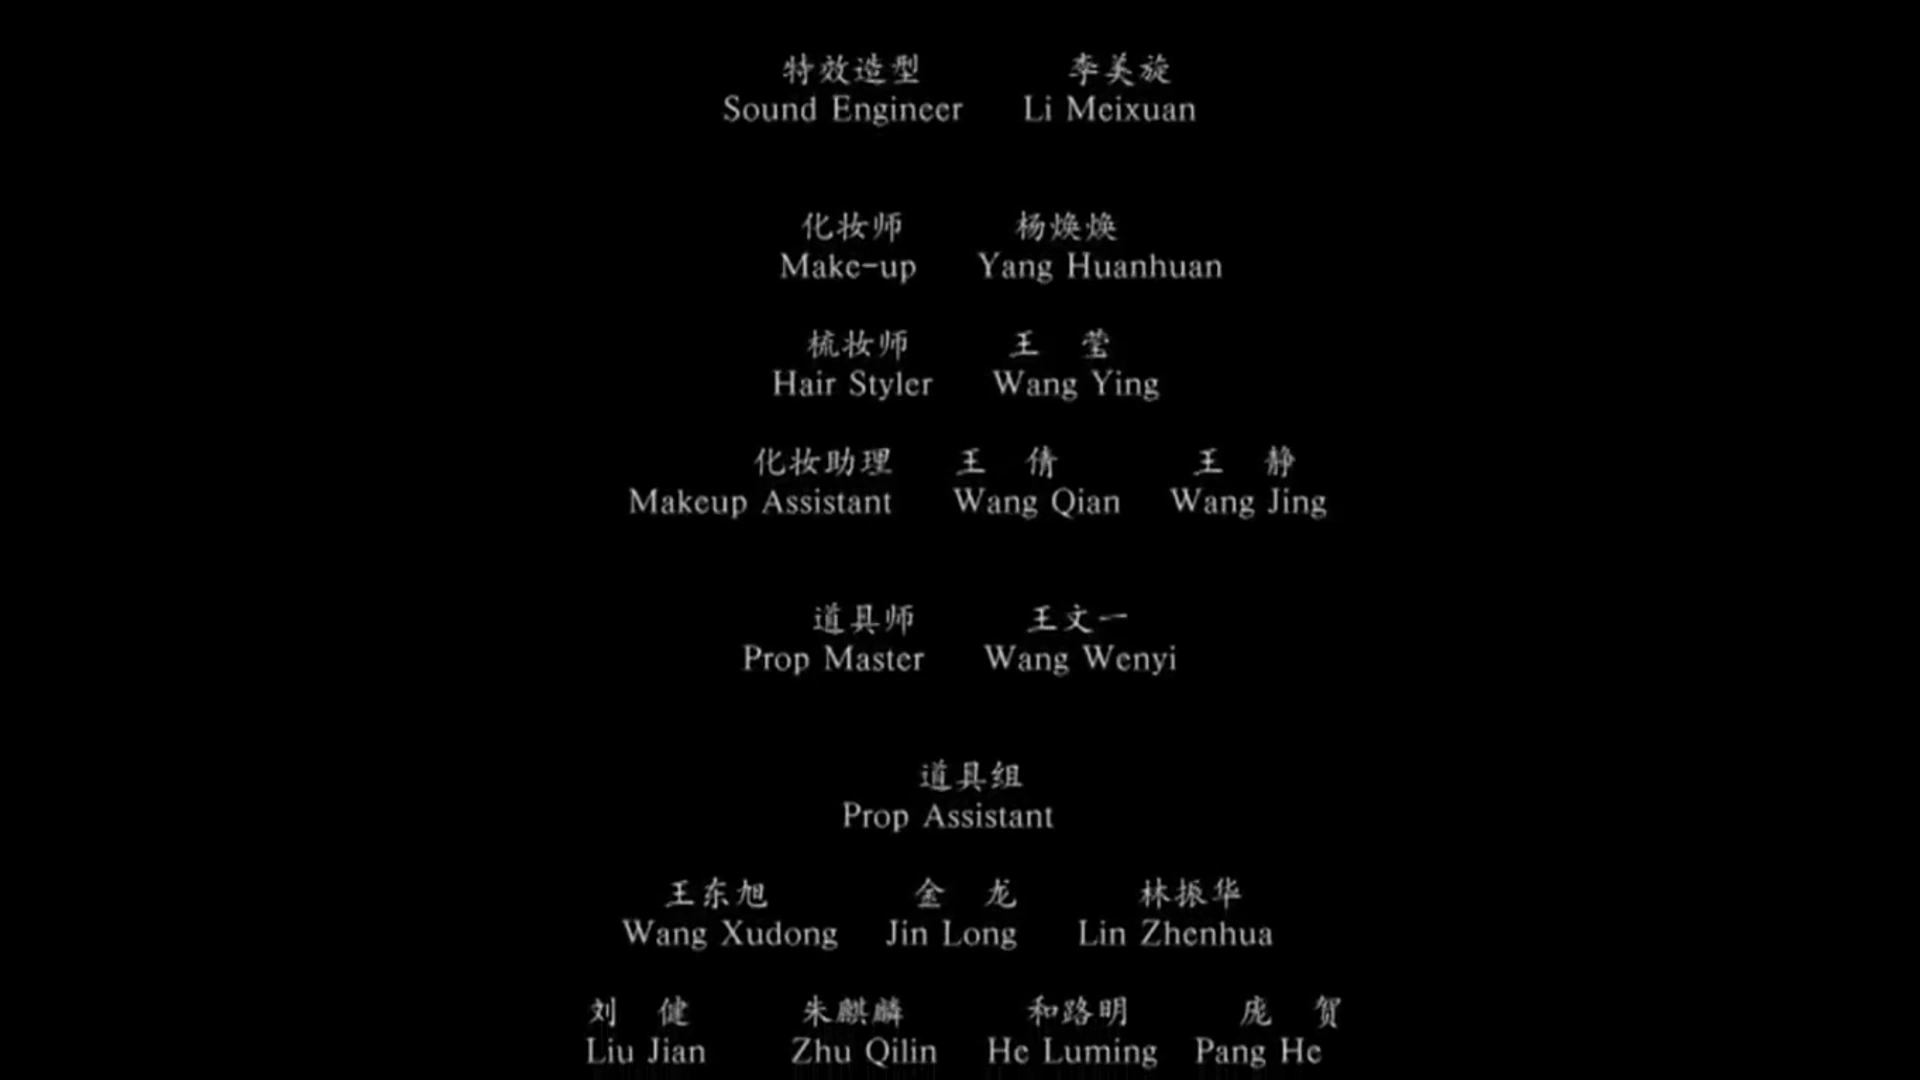 特效造型 李美旋
Sound Engineer Li Meixuan
化妆师 杨焕焕
Make-up Yang Huanhuan
梳妆师 王 莹
Hair Styler Wang Ying
化妆助理 王 倩 王 静
Makeup Assistant Wang Qian Wang Jing
道具师 王文一
Prop Master Wang Wenyi
道具组
Prop Assistant
王东旭 金 龙 林振华
Wang Xudong Jin Long Lin Zhenhua
刘 健 朱麒麟 和路明 庞 贺
Liu Jian Zhu Qilin He Luming Pang He